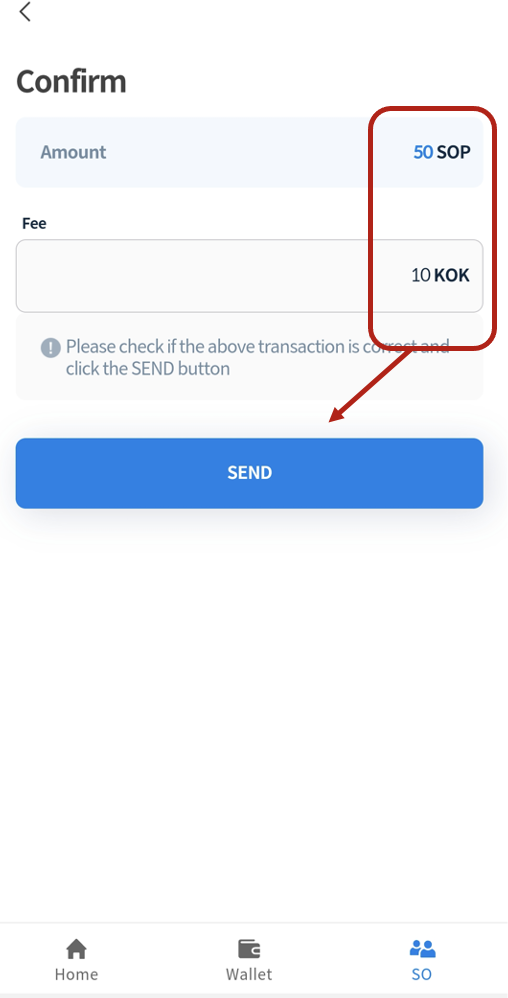 Confirm
Amount 50 SOP
Fee
10 KOK
Please check if the above transaction is correct and
click the SEND button
SEND
Home Wallet SO